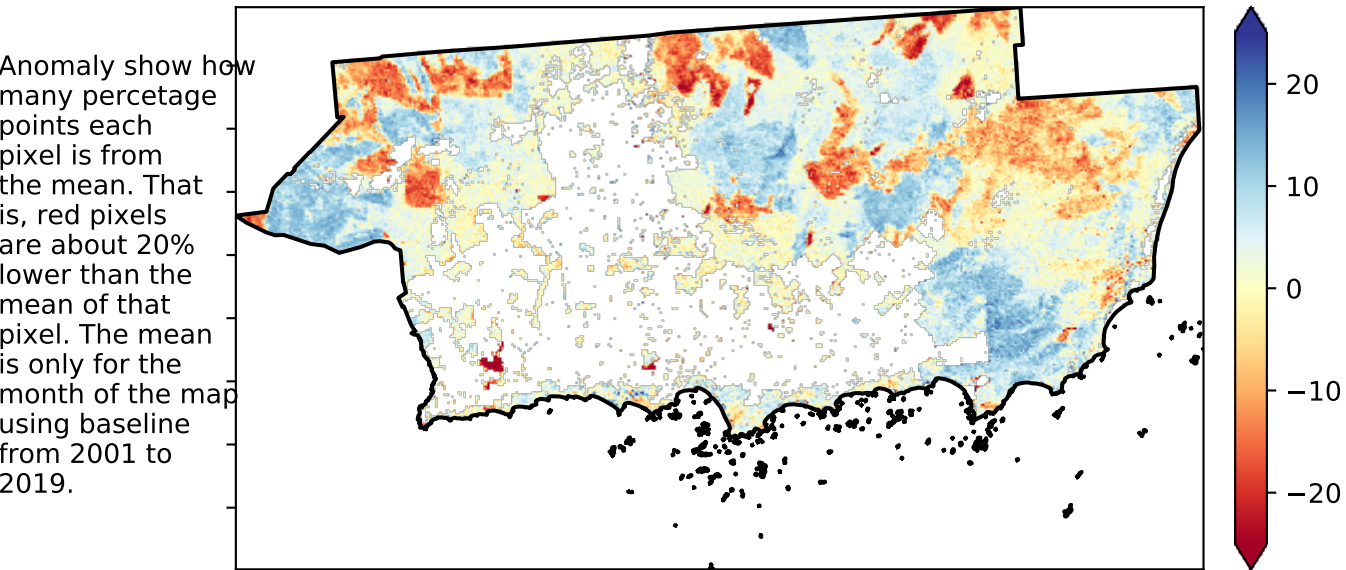 Anomaly show how
many percetage
points each
pixel is from
the mean. That
is, red pixels
are about 20%
lower than the
mean of that
pixel. The mean
is only for the
month of the map
using baseline
from 2001 to
2019.
20
10
0
−10
−20